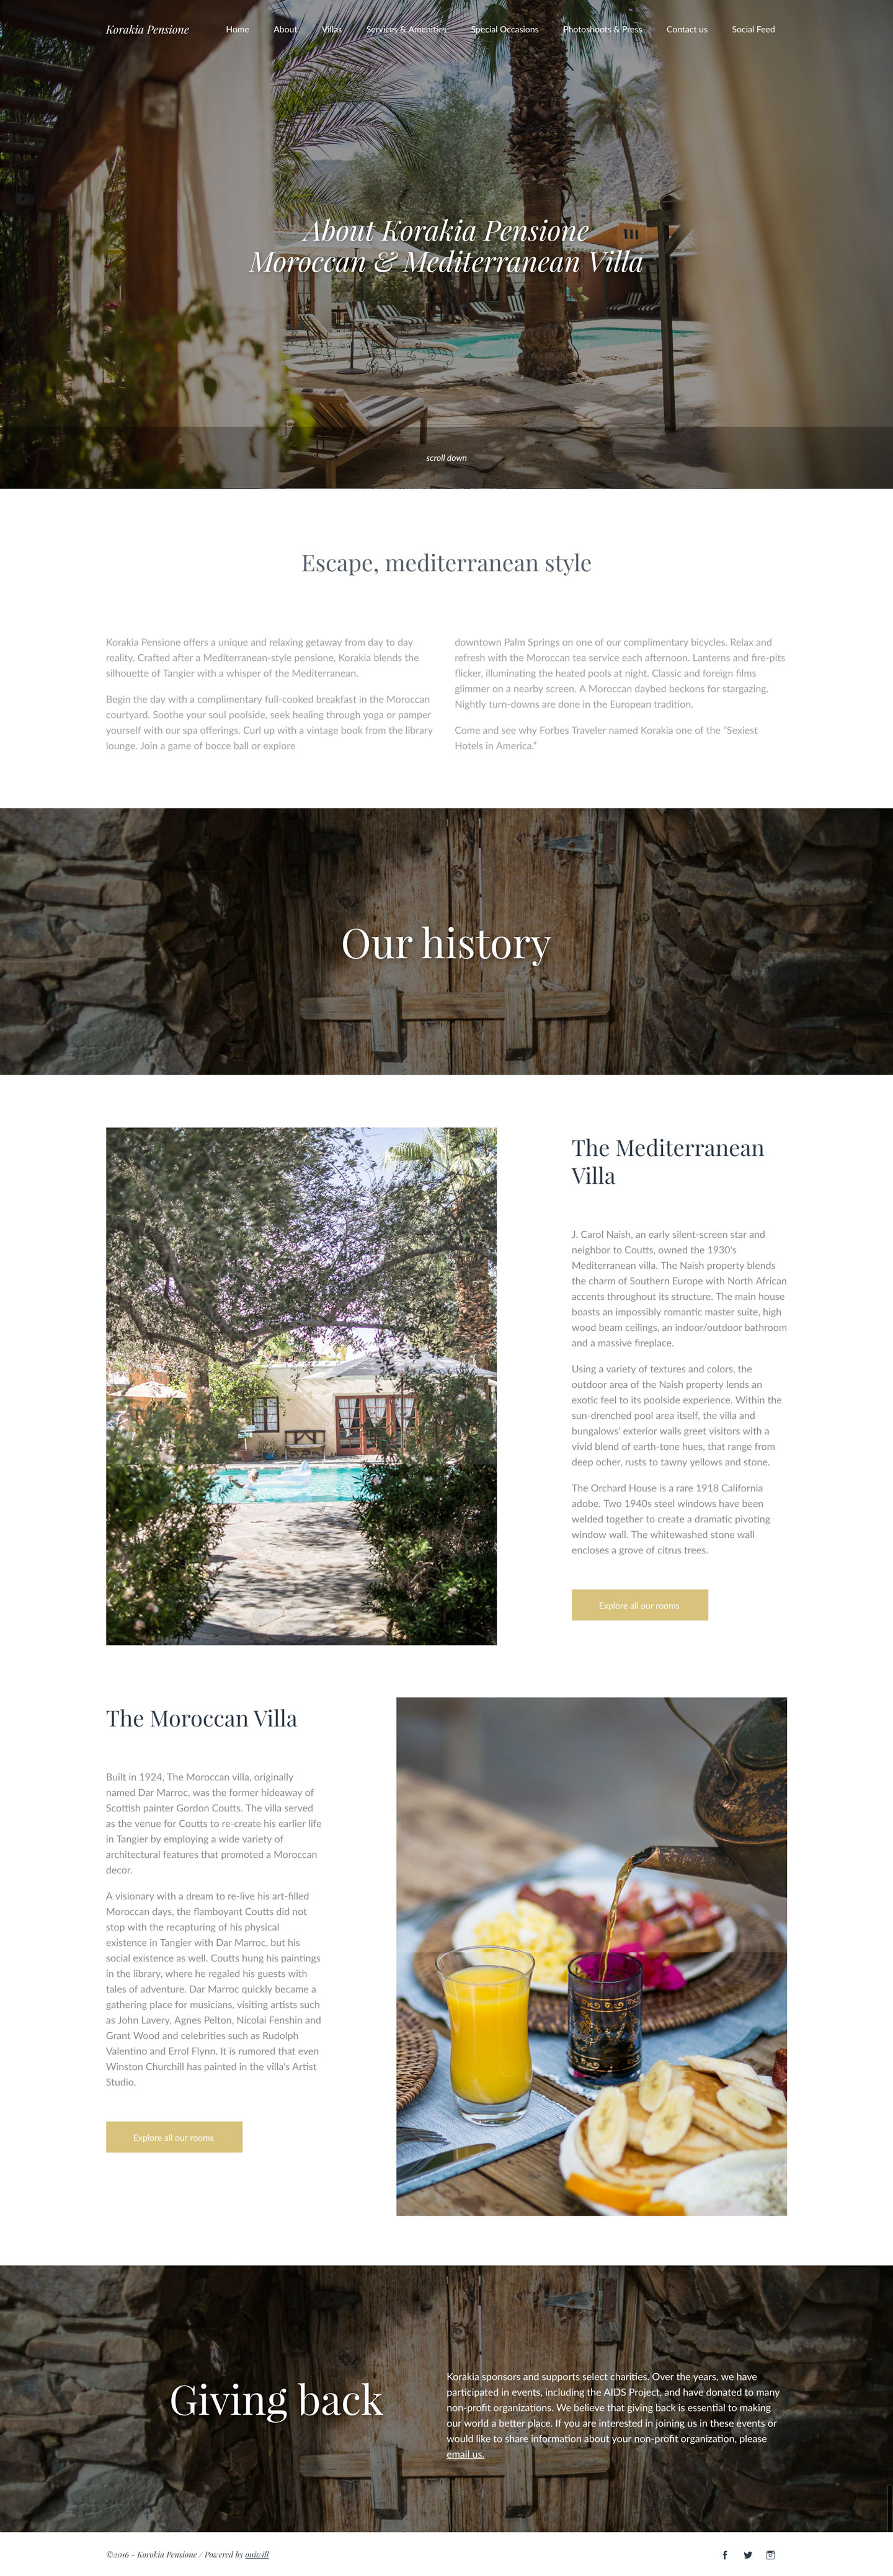 Korakia Pensione
Home About Villas Services & Amenities Special Occasions Photoshoots & Press Contact us Social Feed
About Korakia Pensione
Moroccan & Mediterranean Villa
scroll down
Escape, mediterranean style
Korakia Pensione offers a unique and relaxing getaway from day to day
reality. Crafted after a Mediterranean-style pensione, Korakia blends the
silhouette of Tangier with a whisper of the Mediterranean.
Begin the day with a complimentary full-cooked breakfast in the Moroccan
courtyard. Soothe your soul poolside, seek healing through yoga or pamper
yourself with our spa offerings. Curl up with a vintage book from the library
lounge. Join a game of bocce ball or explore
downtown Palm Springs on one of our complimentary bicycles. Relax and
refresh with the Moroccan tea service each afternoon. Lanterns and fire-pits
flicker, illuminating the heated pools at night. Classic and foreign films
glimmer on a nearby screen. A Moroccan daybed beckons for stargazing.
Nightly turn-downs are done in the European tradition.
Come and see why Forbes Traveler named Korakia one of the "Sexiest
Hotels in America."
Our history
The Mediterranean
Villa
J. Carol Naish, an early silent-screen star and
neighbor to Coutts, owned the 1930's
Mediterranean villa. The Naish property blends
the charm of Southern Europe with North African
accents throughout its structure. The main house
boasts an impossibly romantic master suite, high
wood beam ceilings, an indoor/outdoor bathroom
and a massive fireplace.
Using a variety of textures and colors, the
outdoor area of the Naish property lends an
exotic feel to its poolside experience. Within the
sun-drenched pool area itself, the villa and
bungalows' exterior walls greet visitors with a
vivid blend of earth-tone hues, that range from
deep ocher, rusts to tawny yellows and stone.
The Orchard House is a rare 1918 California
adobe. Two 1940s steel windows have been
welded together to create a dramatic pivoting
window wall. The whitewashed stone wall
encloses a grove of citrus trees.
Explore all our rooms
The Moroccan Villa
Built in 1924, The Moroccan villa, originally
named Dar Marroc, was the former hideaway of
Scottish painter Gordon Coutts. The villa served
as the venue for Coutts to re-create his earlier life
in Tangier by employing a wide variety of
architectural features that promoted a Moroccan
decor.
A visionary with a dream to re-live his art-filled
Moroccan days, the flamboyant Coutts did not
stop with the recapturing of his physical
existence in Tangier with Dar Marroc, but his
social existence as well. Coutts hung his paintings
in the library, where he regaled his guests with
tales of adventure. Dar Marroc quickly became a
gathering place for musicians, visiting artists such
as John Lavery, Agnes Pelton, Nicolai Fenshin and
Grant Wood and celebrities such as Rudolph
Valentino and Errol Flynn. It is rumored that even
Winston Churchill has painted in the villa's Artist
Studio.
Explore all our rooms
Giving back
Korakia sponsors and supports select charities. Over the years, we have
participated in events, including the AIDS Project, and have donated to many
non-profit organizations. We believe that giving back is essential to making
our world a better place. If you are interested in joining us in these events or
would like to share information about your non-profit organization, please
email us.
©2016 - Korokia Pensione / Powered by ouiwill